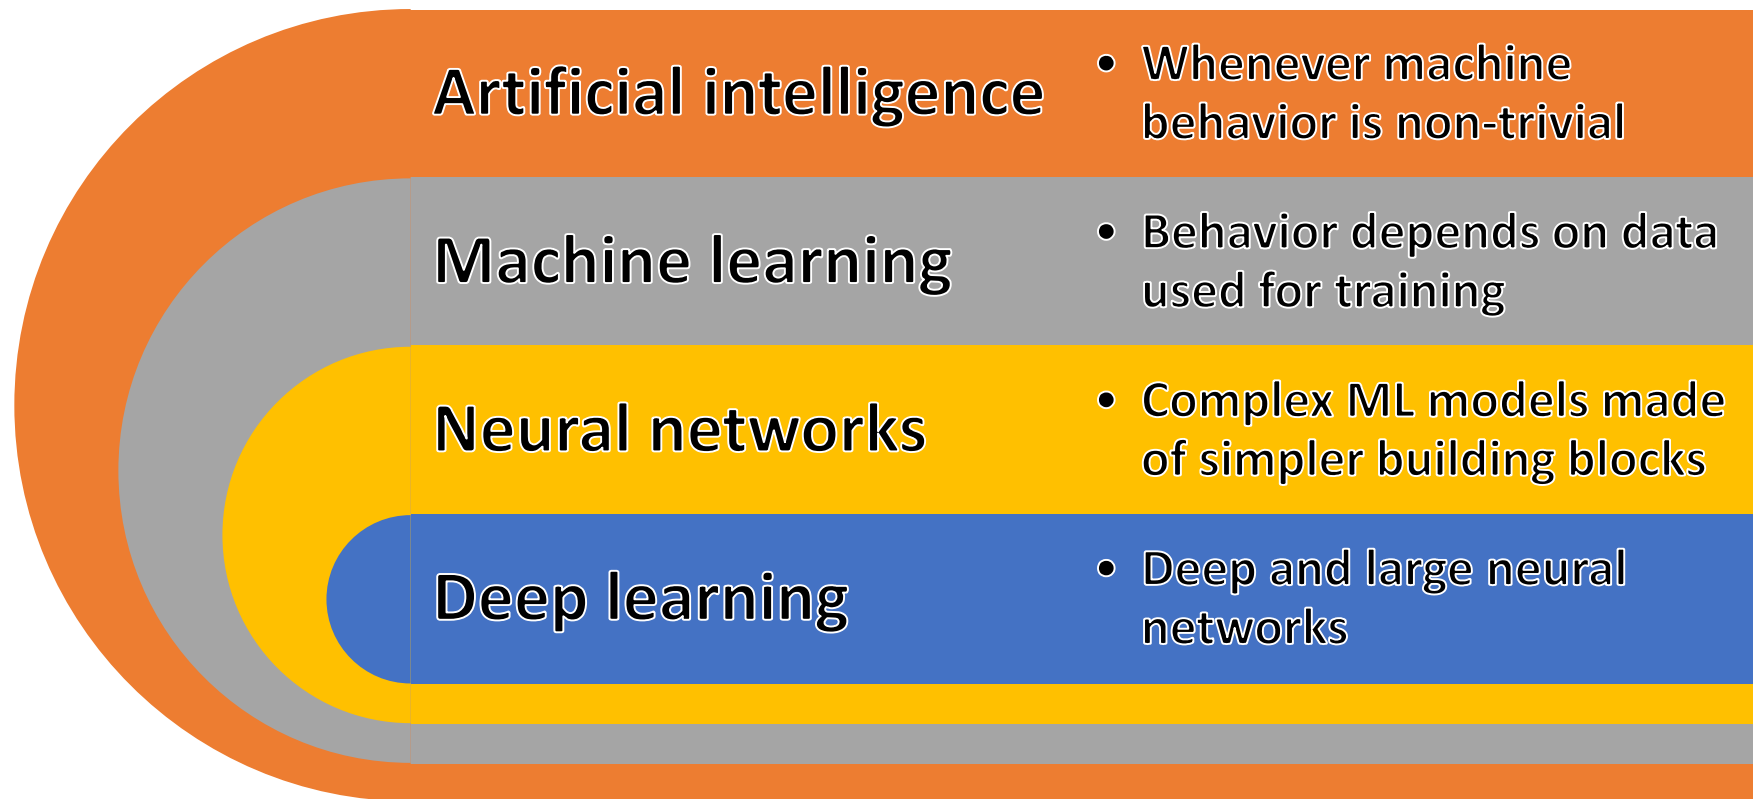 Artificial intelligence
• Whenever machine
behavior is non-trivial
Machine learning
• Behavior depends on data
used for training
Neural networks
• Complex ML models made
of simpler building blocks
Deep learning
• Deep and large neural
networks